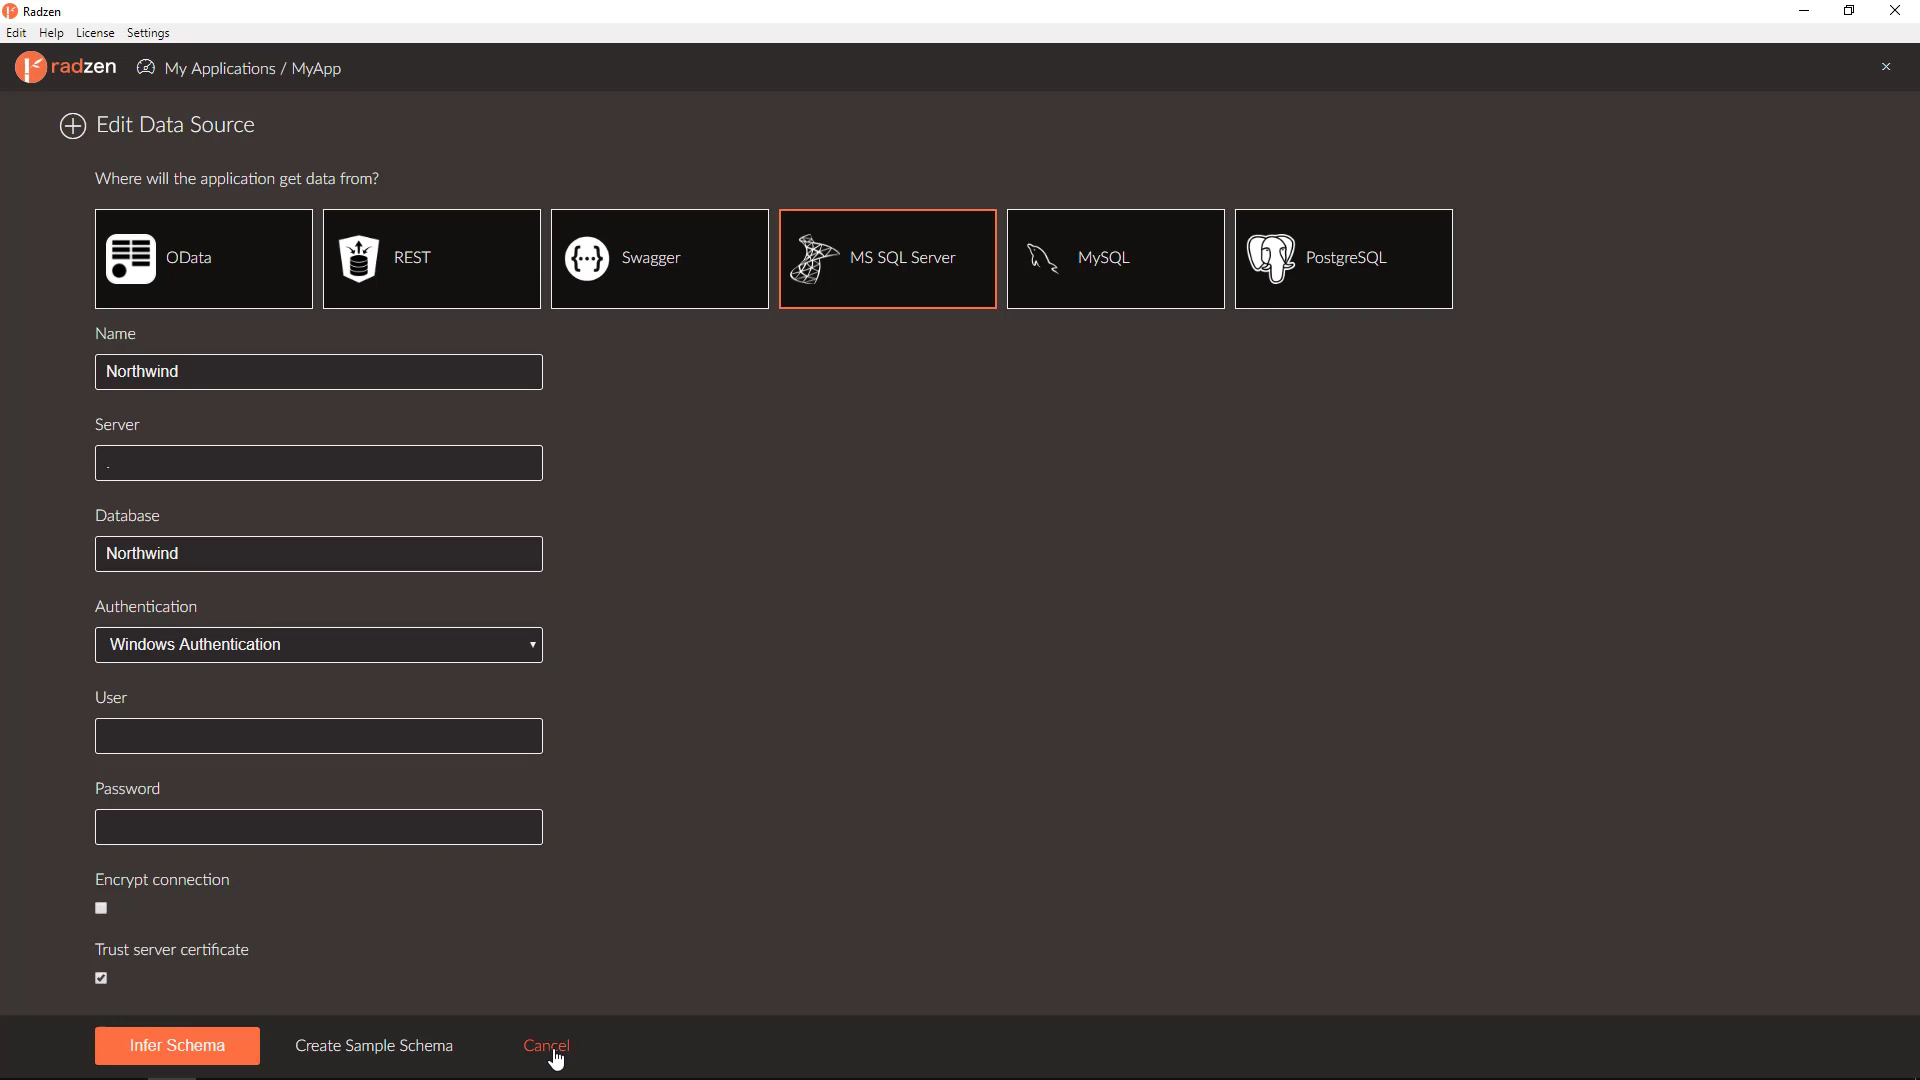 Radzen
Edit Help License Settings
radzen My Applications / MyApp
Edit Data Source
Where will the application get data from?
OData REST Swagger MS SQL Server MySQL PostgreSQL
Name
Northwind
Server
.
Database
Northwind
Authentication
Windows Authentication
User
Password
Encrypt connection
Trust server certificate
Infer Schema Create Sample Schema Cancel